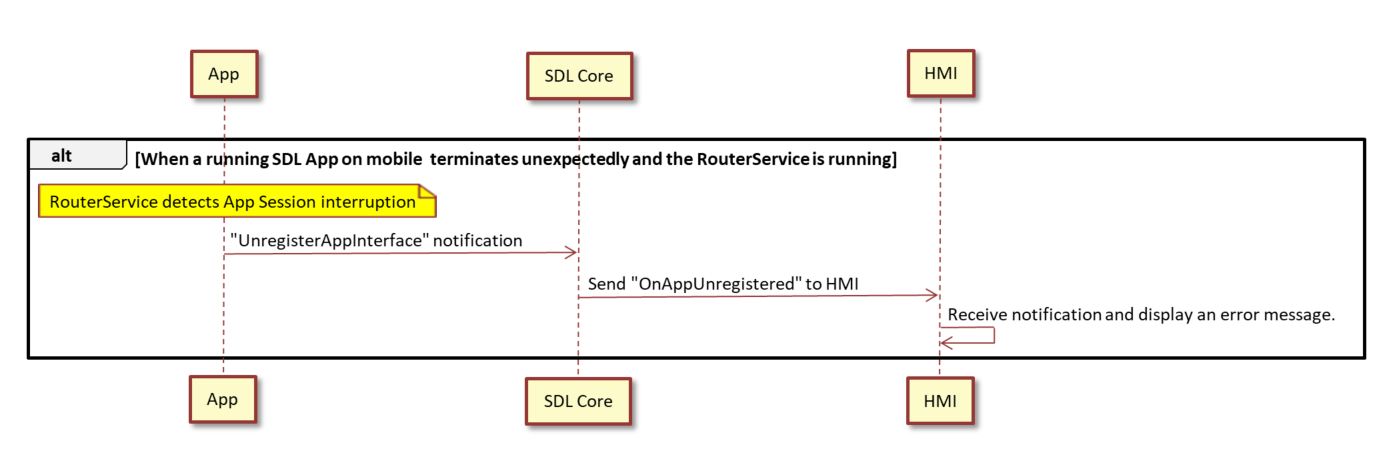 App
SDL Core
HMI
alt
[When a running SDL App on mobile terminates unexpectedly and the RouterService is running]
RouterService detects App Session interruption
"UnregisterAppInterface" notification
Send "OnAppUnregistered" to HMI
Receive notification and display an error message.
App
SDL Core
HMI